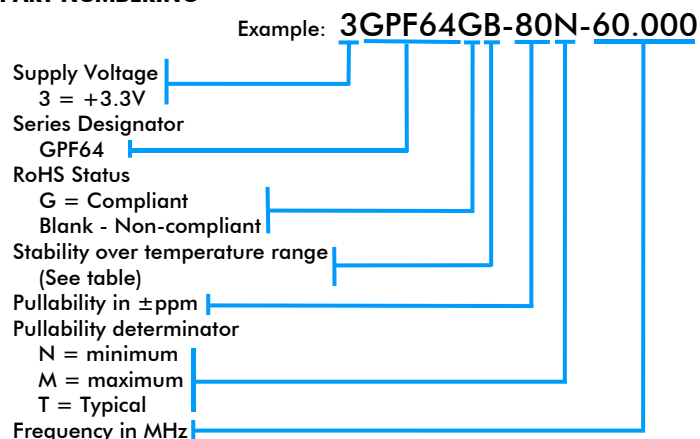 Example: 3GPF64GB-80N-60.000
Supply Voltage
3 = +3.3V
Series Designator
GPF64
RoHS Status
G = Compliant
Blank - Non-compliant
Stability over temperature range
(See table)
Pullability in ±ppm
Pullability determinator
N = minimum
M = maximum
T = Typical
Frequency in MHz